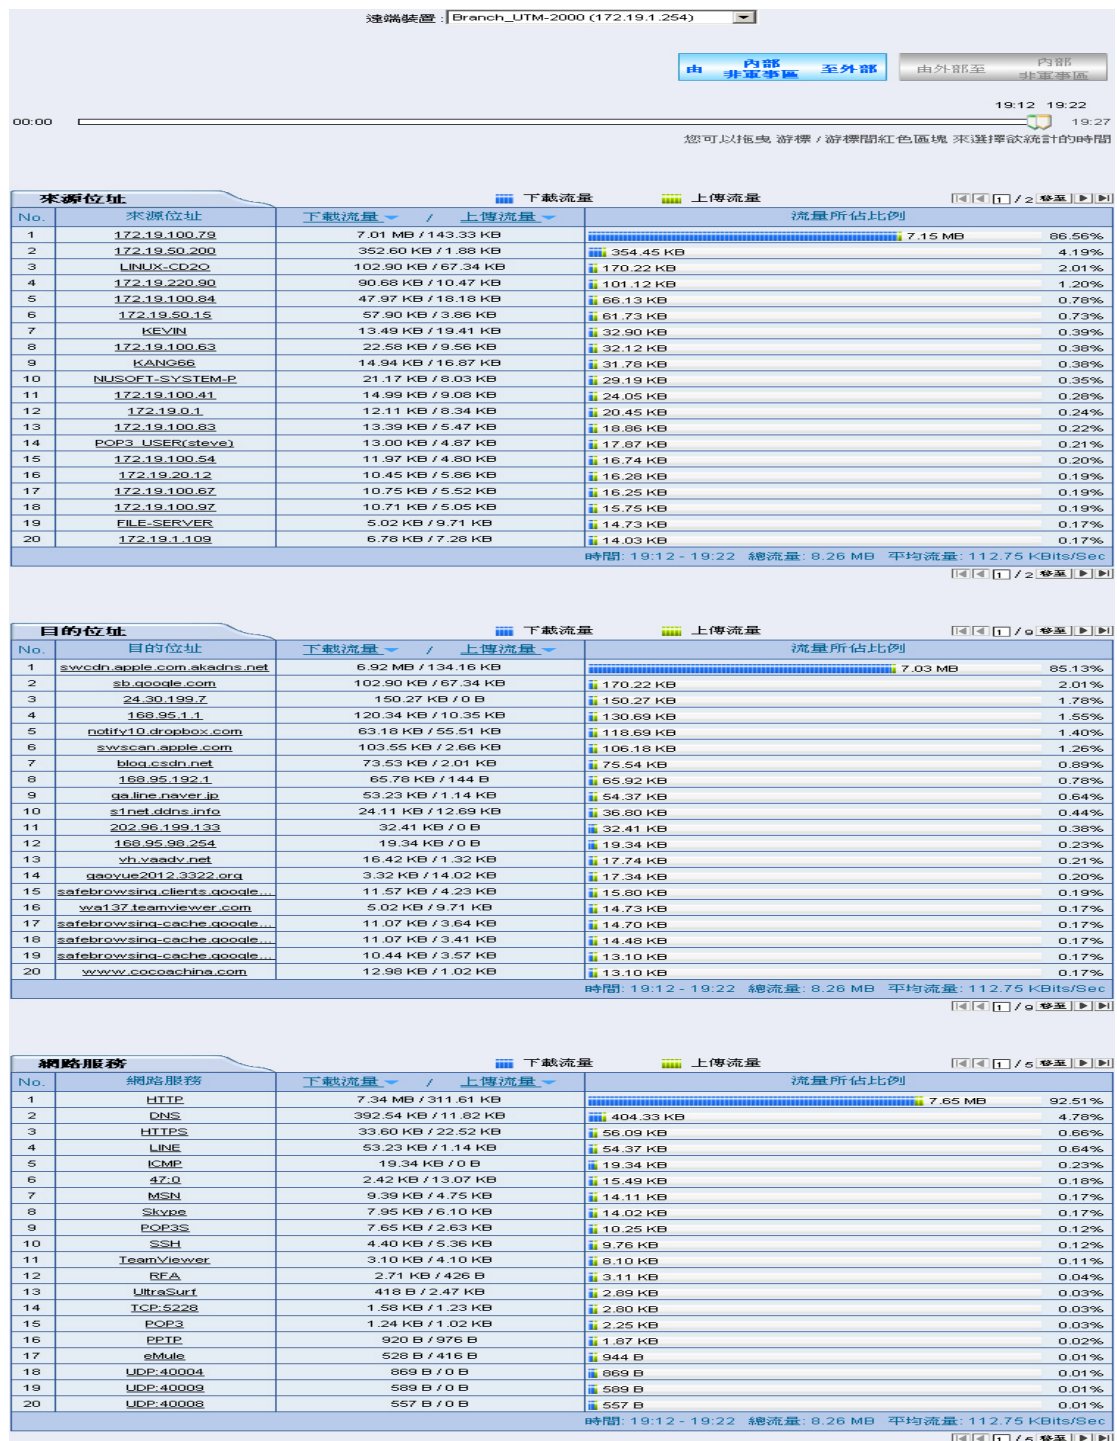 遠端裝置 : Branch_UTM-2000 (172.19.1.254)
由 內部 非軍事區 至外部 由外部至 內部 非軍事區
19:12 19:22
00:00 19:27
您可以拖曳 游標 / 游標間紅色區塊 來選擇欲統計的時間
來源位址 下載流量 上傳流量 1 / 2 移至
No. 來源位址 下載流量 / 上傳流量 流量所佔比例
1 172.19.100.79 7.01 MB / 143.33 KB 7.15 MB 86.56%
2 172.19.50.200 352.60 KB / 1.88 KB 354.45 KB 4.19%
3 LINUX-CD2O 102.90 KB / 67.34 KB 170.22 KB 2.01%
4 172.19.220.90 90.68 KB / 10.47 KB 101.12 KB 1.20%
5 172.19.100.84 47.97 KB / 18.18 KB 66.13 KB 0.78%
6 172.19.50.15 57.90 KB / 3.86 KB 61.73 KB 0.73%
7 KEVIN 13.49 KB / 19.41 KB 32.90 KB 0.39%
8 172.19.100.63 22.58 KB / 9.56 KB 32.12 KB 0.38%
9 KANG66 14.94 KB / 16.87 KB 31.78 KB 0.38%
10 NUSOFT-SYSTEM-P 21.17 KB / 8.03 KB 29.19 KB 0.35%
11 172.19.100.41 14.99 KB / 9.08 KB 24.05 KB 0.28%
12 172.19.0.1 12.11 KB / 8.34 KB 20.45 KB 0.24%
13 172.19.100.83 13.39 KB / 5.47 KB 18.86 KB 0.22%
14 POP3_USER(steve) 13.00 KB / 4.87 KB 17.87 KB 0.21%
15 172.19.100.54 11.97 KB / 4.80 KB 16.74 KB 0.20%
16 172.19.20.12 10.45 KB / 5.86 KB 16.28 KB 0.19%
17 172.19.100.67 10.75 KB / 5.52 KB 16.25 KB 0.19%
18 172.19.100.97 10.71 KB / 5.05 KB 15.75 KB 0.19%
19 FILE-SERVER 5.02 KB / 9.71 KB 14.73 KB 0.17%
20 172.19.1.109 6.78 KB / 7.28 KB 14.03 KB 0.17%
時間: 19:12 - 19:22 總流量: 8.26 MB 平均流量: 112.75 KBits/Sec
1 / 2 移至
目的位址 下載流量 上傳流量 1 / 9 移至
No. 目的位址 下載流量 / 上傳流量 流量所佔比例
1 swcdn.apple.com.akadns.net 6.92 MB / 134.16 KB 7.03 MB 85.13%
2 sb.google.com 102.90 KB / 67.34 KB 170.22 KB 2.01%
3 24.30.199.7 150.27 KB / 0 B 150.27 KB 1.78%
4 168.95.1.1 120.34 KB / 10.35 KB 130.69 KB 1.55%
5 notify10.dropbox.com 63.18 KB / 55.51 KB 118.69 KB 1.40%
6 swscan.apple.com 103.55 KB / 2.66 KB 106.18 KB 1.26%
7 blog.csdn.net 73.53 KB / 2.01 KB 75.54 KB 0.89%
8 168.95.192.1 65.78 KB / 144 B 65.92 KB 0.78%
9 ga.line.naver.jp 53.23 KB / 1.14 KB 54.37 KB 0.64%
10 s1net.ddns.info 24.11 KB / 12.69 KB 36.80 KB 0.44%
11 202.96.199.133 32.41 KB / 0 B 32.41 KB 0.38%
12 168.95.98.254 19.34 KB / 0 B 19.34 KB 0.23%
13 vh.vaadv.net 16.42 KB / 1.32 KB 17.74 KB 0.21%
14 gaoyue2012.3322.org 3.32 KB / 14.02 KB 17.34 KB 0.20%
15 safebrowsing.clients.google... 11.57 KB / 4.23 KB 15.80 KB 0.19%
16 wa137.teamviewer.com 5.02 KB / 9.71 KB 14.73 KB 0.17%
17 safebrowsing-cache.google... 11.07 KB / 3.64 KB 14.70 KB 0.17%
18 safebrowsing-cache.google... 11.07 KB / 3.41 KB 14.48 KB 0.17%
19 safebrowsing-cache.google... 10.44 KB / 3.57 KB 13.10 KB 0.17%
20 www.cocoachina.com 12.98 KB / 1.02 KB 13.10 KB 0.17%
時間: 19:12 - 19:22 總流量: 8.26 MB 平均流量: 112.75 KBits/Sec
1 / 9 移至
網路服務 下載流量 上傳流量 1 / 5 移至
No. 網路服務 下載流量 / 上傳流量 流量所佔比例
1 HTTP 7.34 MB / 311.61 KB 7.65 MB 92.51%
2 DNS 392.54 KB / 11.82 KB 404.33 KB 4.78%
3 HTTPS 33.60 KB / 22.52 KB 56.09 KB 0.66%
4 LINE 53.23 KB / 1.14 KB 54.37 KB 0.64%
5 ICMP 19.34 KB / 0 B 19.34 KB 0.23%
6 47:0 2.42 KB / 13.07 KB 15.49 KB 0.18%
7 MSN 9.39 KB / 4.75 KB 14.11 KB 0.17%
8 Skype 7.95 KB / 6.10 KB 14.02 KB 0.17%
9 POP3S 7.65 KB / 2.63 KB 10.25 KB 0.12%
10 SSH 4.40 KB / 5.36 KB 9.76 KB 0.12%
11 TeamViewer 3.10 KB / 4.10 KB 8.10 KB 0.11%
12 RFA 2.71 KB / 426 B 3.11 KB 0.04%
13 UltraSurf 418 B / 2.47 KB 2.89 KB 0.03%
14 TCP:5228 1.58 KB / 1.23 KB 2.80 KB 0.03%
15 POP3 1.24 KB / 1.02 KB 2.25 KB 0.03%
16 PPTP 920 B / 976 B 1.87 KB 0.02%
17 eMule 528 B / 416 B 944 B 0.01%
18 UDP:40004 869 B / 0 B 869 B 0.01%
19 UDP:40009 589 B / 0 B 589 B 0.01%
20 UDP:40008 557 B / 0 B 557 B 0.01%
時間: 19:12 - 19:22 總流量: 8.26 MB 平均流量: 112.75 KBits/Sec
1 / 5 移至